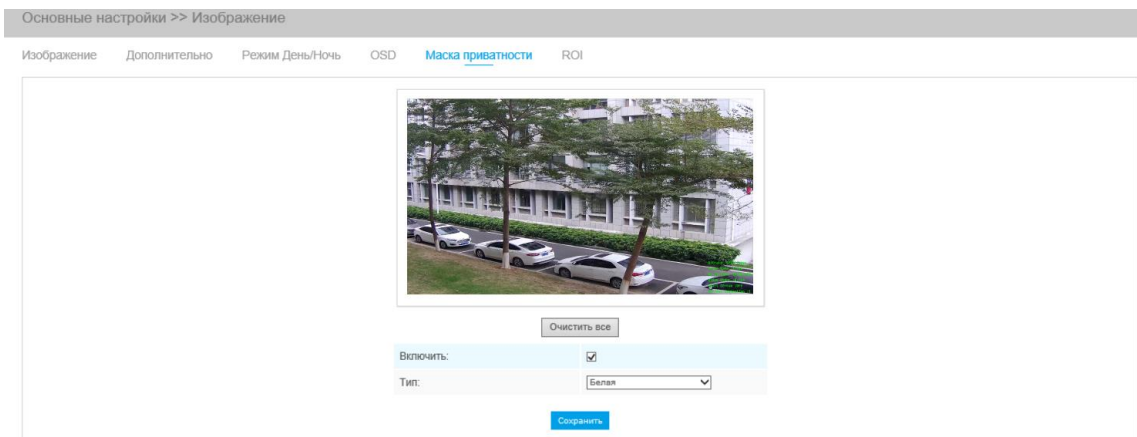 Основные настройки >> Изображение
Изображение Дополнительно Режим День/Ночь OSD Маска приватности ROI
Очистить все
Включить:
Тип: Белая
Сохранить